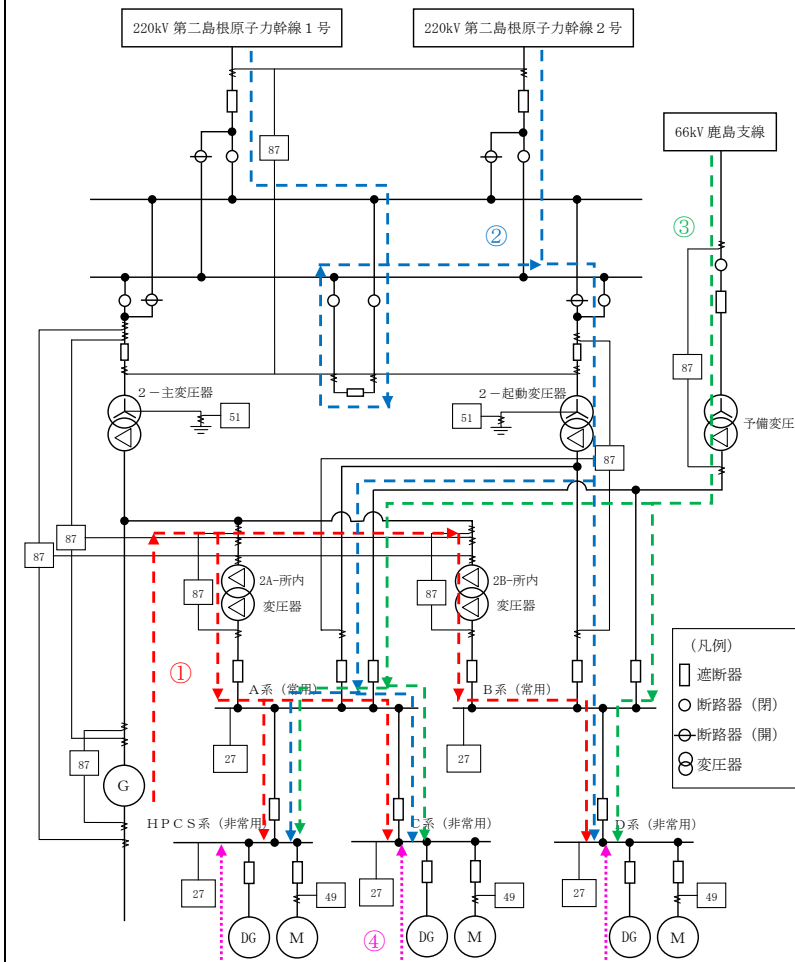 220kV 第二島根原子力幹線１号
220kV 第二島根原子力幹線２号
66kV 鹿島支線
87
②
③
87
２－主変圧器
２－起動変圧器
予備変圧
51
51
87
87
87
2A-所内
変圧器
2B-所内
変圧器
87
87
①
Ａ系（常用）
Ｂ系（常用）
(凡例)
遮断器
断路器（閉）
断路器（開）
変圧器
27
27
87
G
ＨＰＣＳ系（非常用）
Ｃ系（非常用）
Ｄ系（非常用）
27
49
27
49
27
49
DG
M
④
DG
M
DG
M